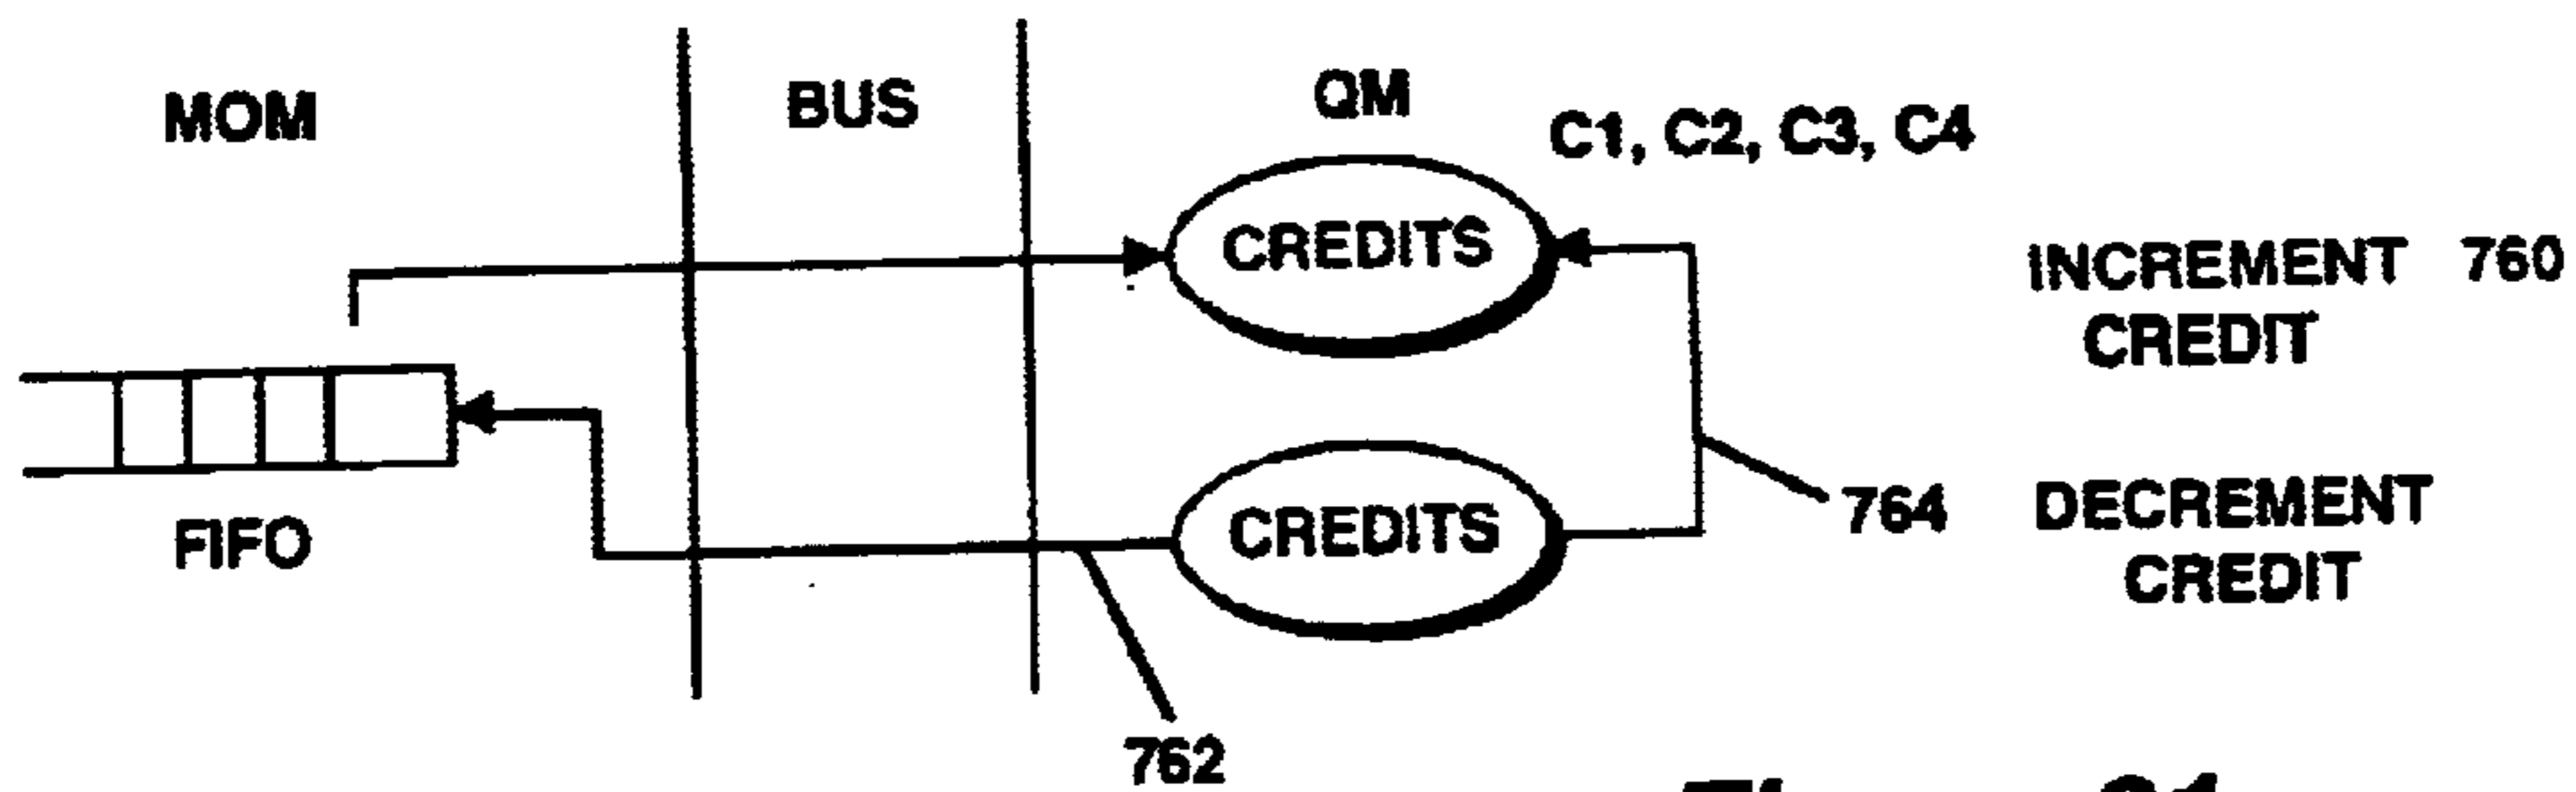 MOM
BUS
QM
C1, C2, C3, C4
CREDITS
INCREMENT 760
CREDIT
FIFO
CREDITS
764
DECREMENT
CREDIT
762